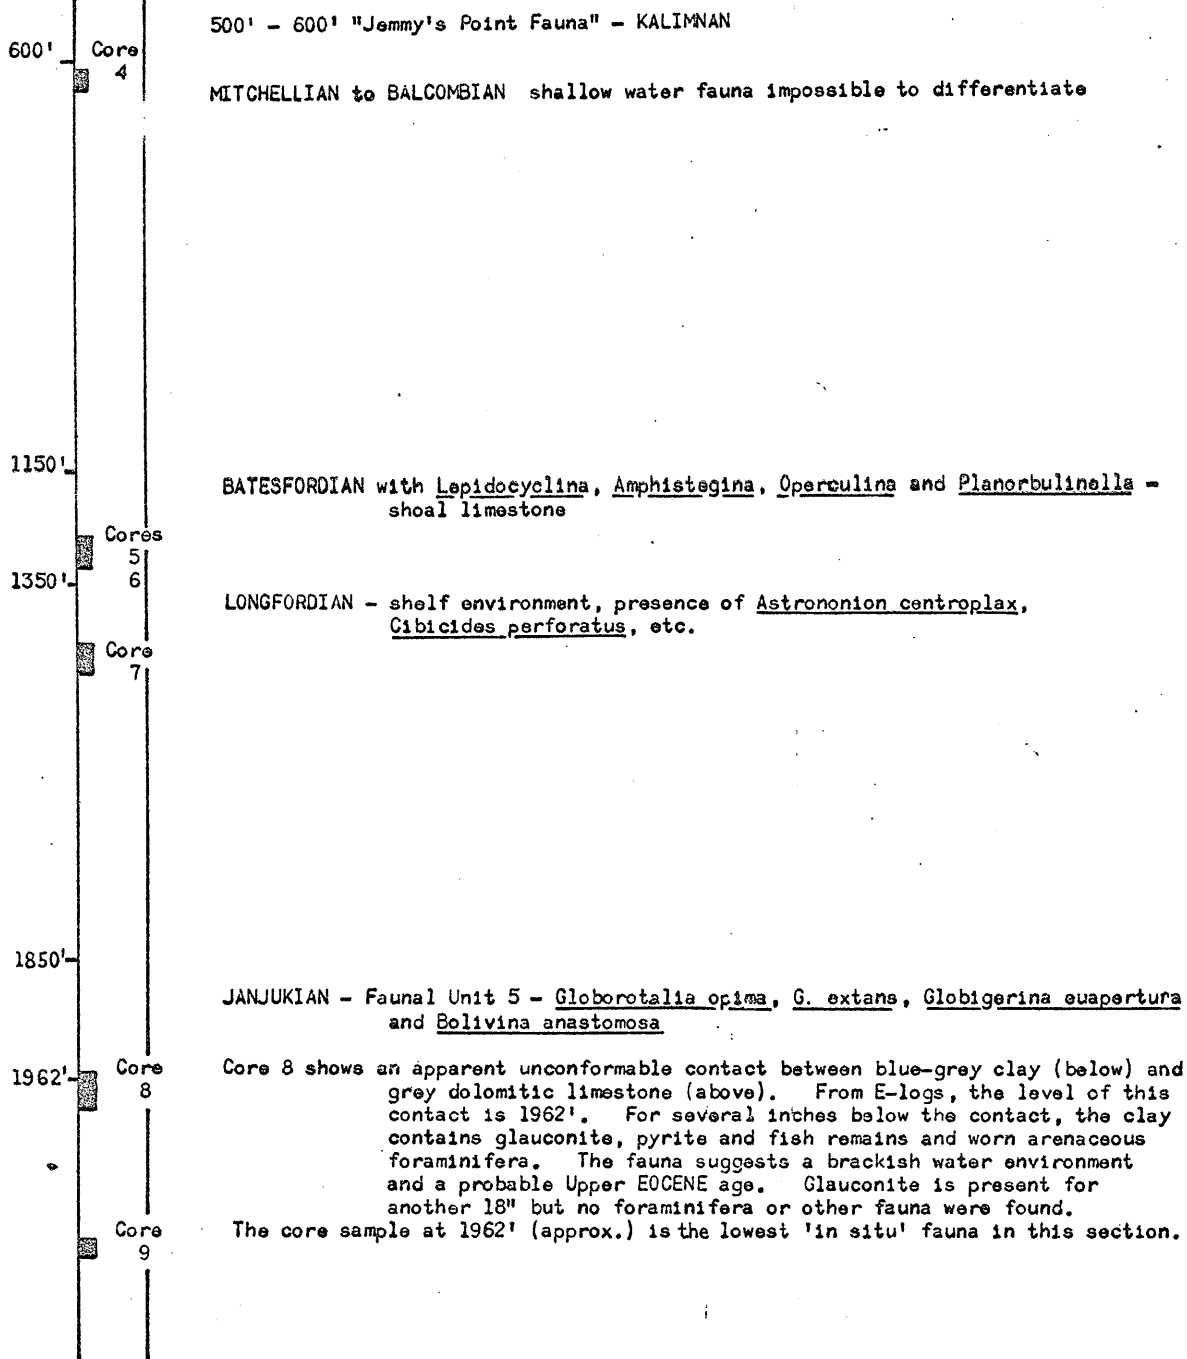 500' - 600' "Jemmy's Point Fauna" - KALIMNAN
600' Core
4
MITCHELLIAN to BALCOMBIAN shallow water fauna impossible to differentiate
1150'
BATESFORDIAN with Lepidocyclina, Amphistegina, Operculina and Planorbulinella -
shoal limestone
Cores
5
1350' 6
LONGFORDIAN - shelf environment, presence of Astrononion centroplax,
Cibicides perforatus, etc.
Core
7
1850'
JANJUKIAN - Faunal Unit 5 - Globorotalia opima, G. extans, Globigerina euapertura
and Bolivina anastomosa
1962' Core
8
Core 8 shows an apparent unconformable contact between blue-grey clay (below) and
grey dolomitic limestone (above). From E-logs, the level of this
contact is 1962'. For several inches below the contact, the clay
contains glauconite, pyrite and fish remains and worn arenaceous
foraminifera. The fauna suggests a brackish water environment
and a probable Upper EOCENE age. Glauconite is present for
another 18" but no foraminifera or other fauna were found.
Core
9
The core sample at 1962' (approx.) is the lowest 'in situ' fauna in this section.